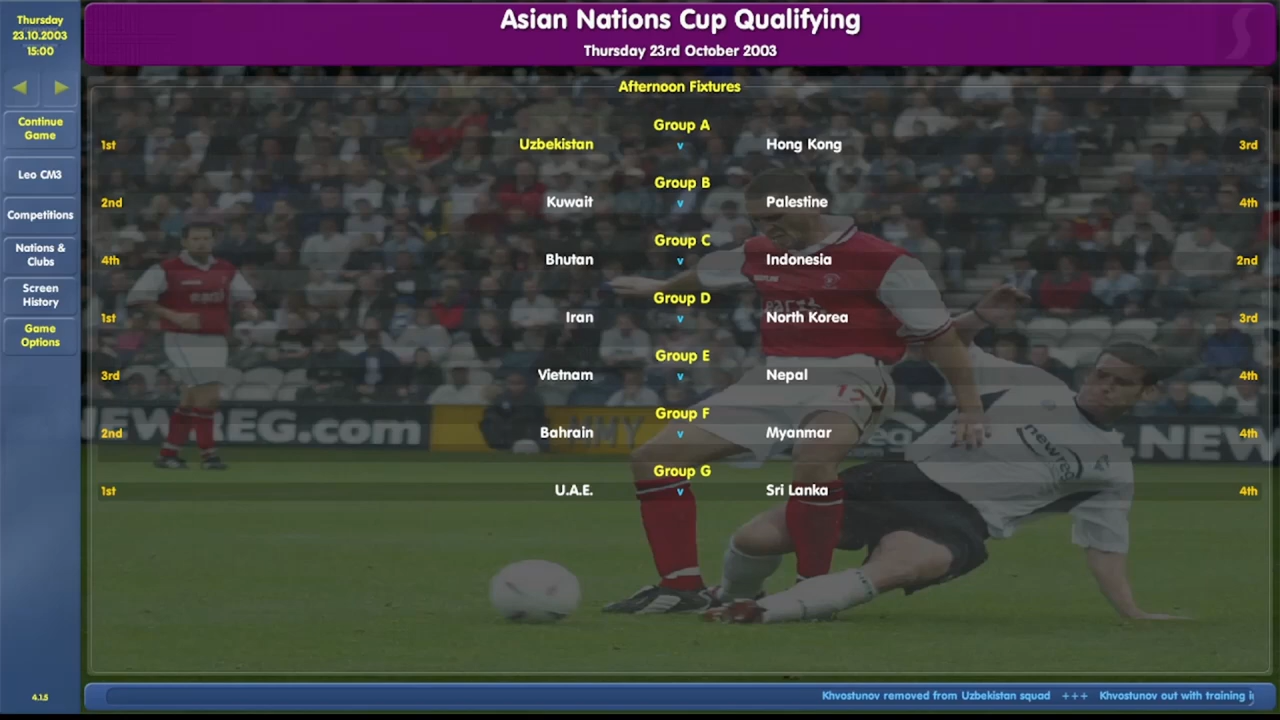 Thursday
23.10.2003
15:00
Continue
Game
Leo CM3
Competitions
Nations &
Clubs
Screen
History
Game
Options
4.1.5
Asian Nations Cup Qualifying
Thursday 23rd October 2003
Afternoon Fixtures
Group A
1st Uzbekistan v Hong Kong 3rd
Group B
2nd Kuwait v Palestine 4th
Group C
4th Bhutan v Indonesia 2nd
Group D
1st Iran v North Korea 3rd
Group E
3rd Vietnam v Nepal 4th
Group F
2nd Bahrain v Myanmar 4th
Group G
1st U.A.E. v Sri Lanka 4th
NEWREG.com
newreg
NEW
Khvostunov removed from Uzbekistan squad +++ Khvostunov out with training